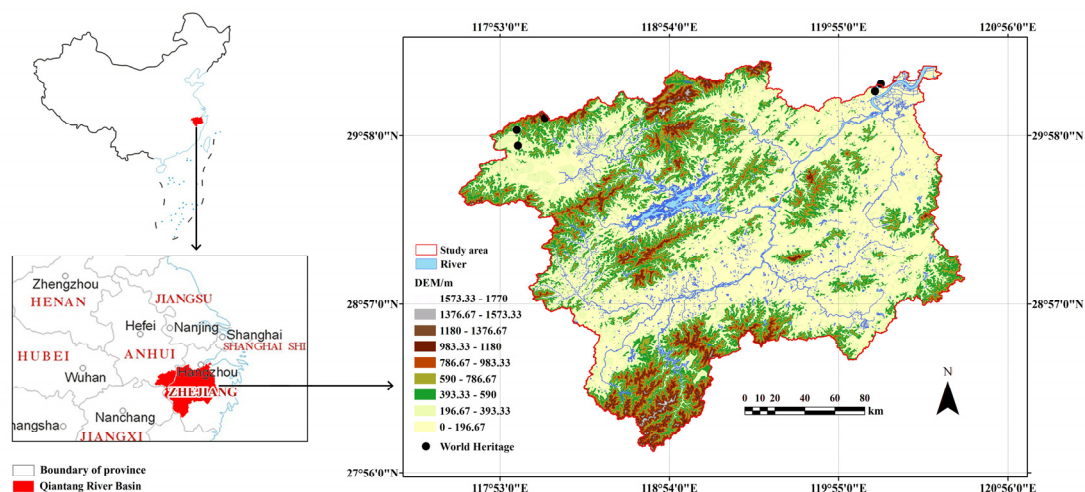 117°53'0"E
118°54'0"E
119°55'0"E
120°56'0"E
29°58'0"N
29°58'0"N
28°57'0"N
28°57'0"N
27°56'0"N
27°56'0"N
117°53'0"E
118°54'0"E
119°55'0"E
120°56'0"E
Study area
River
DEM/m
1573.33 - 1770
1376.67 - 1573.33
1180 - 1376.67
983.33 - 1180
786.67 - 983.33
590 - 786.67
393.33 - 590
196.67 - 393.33
0 - 196.67
World Heritage
N
0 10 20 40 60 80
km
Zhengzhou
HENAN
JIANGSU
Hefei
Nanjing
Shanghai
SHANGHAI SHI
HUBEI
ANHUI
Wuhan
Hangzhou
ZHEJIANG
Nanchang
hangsha
JIANGXI
Boundary of province
Qiantang River Basin